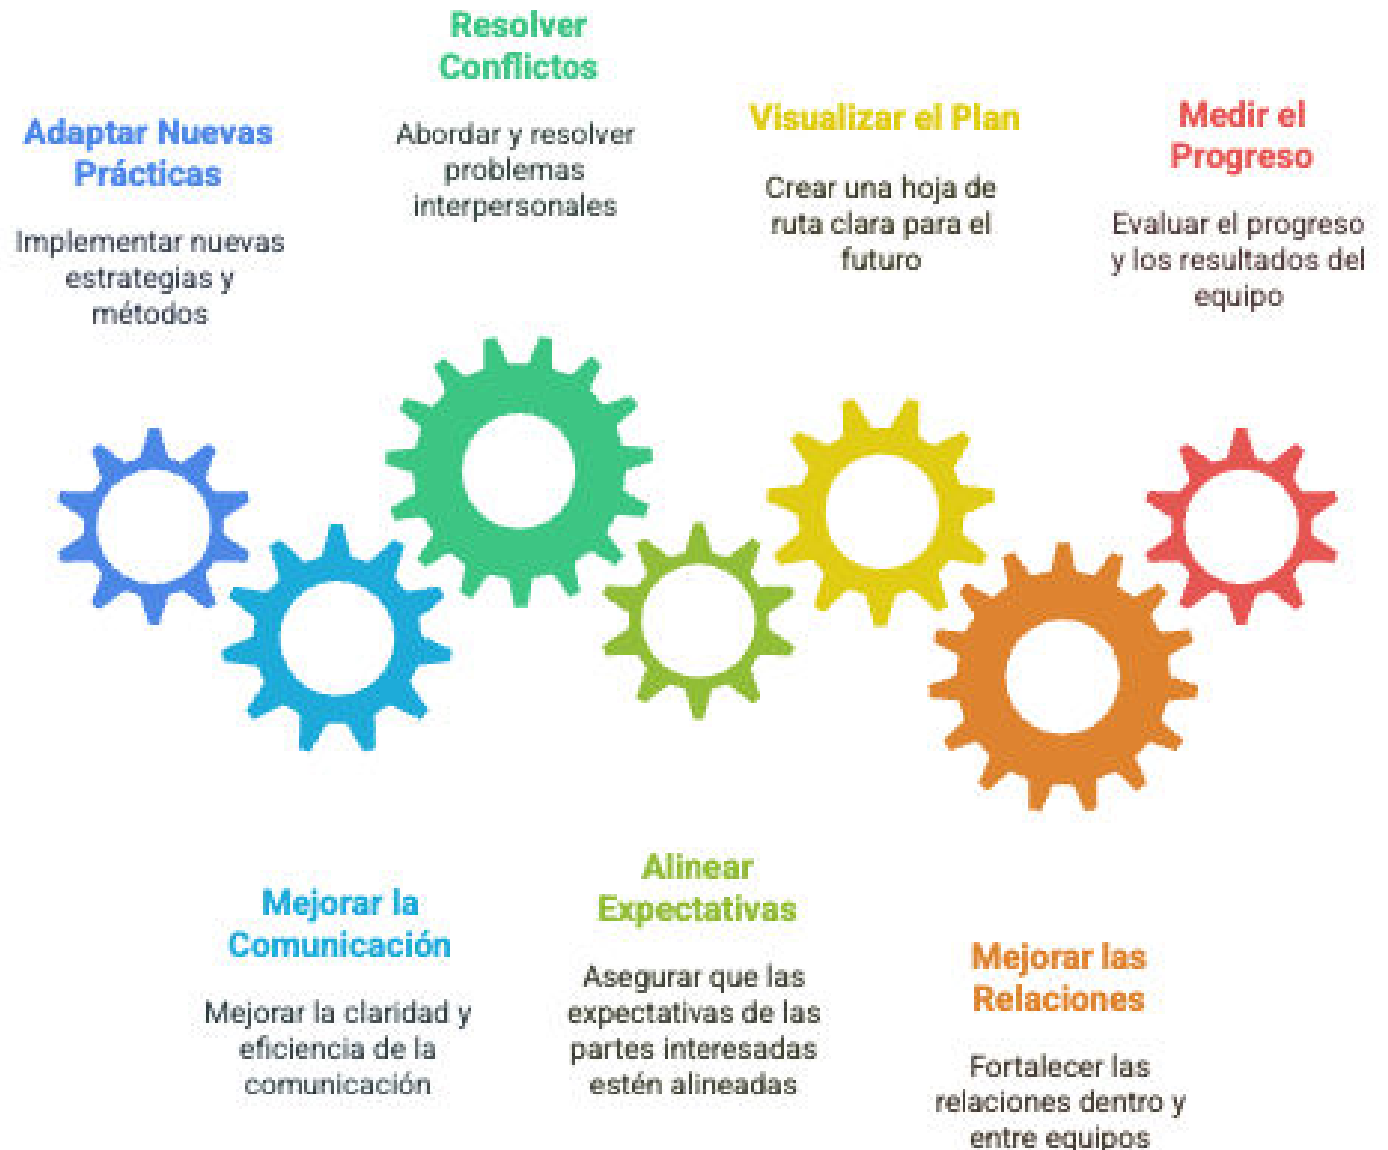 Resolver
Conflictos
Abordar y resolver
problemas
interpersonales
Adaptar Nuevas
Prácticas
Implementar nuevas
estrategias y
métodos
Visualizar el Plan
Crear una hoja de
ruta clara para el
futuro
Medir el
Progreso
Evaluar el progreso
y los resultados del
equipo
Mejorar la
Comunicación
Mejorar la claridad y
eficiencia de la
comunicación
Alinear
Expectativas
Asegurar que las
expectativas de las
partes interesadas
estén alineadas
Mejorar las
Relaciones
Fortalecer las
relaciones dentro y
entre equipos